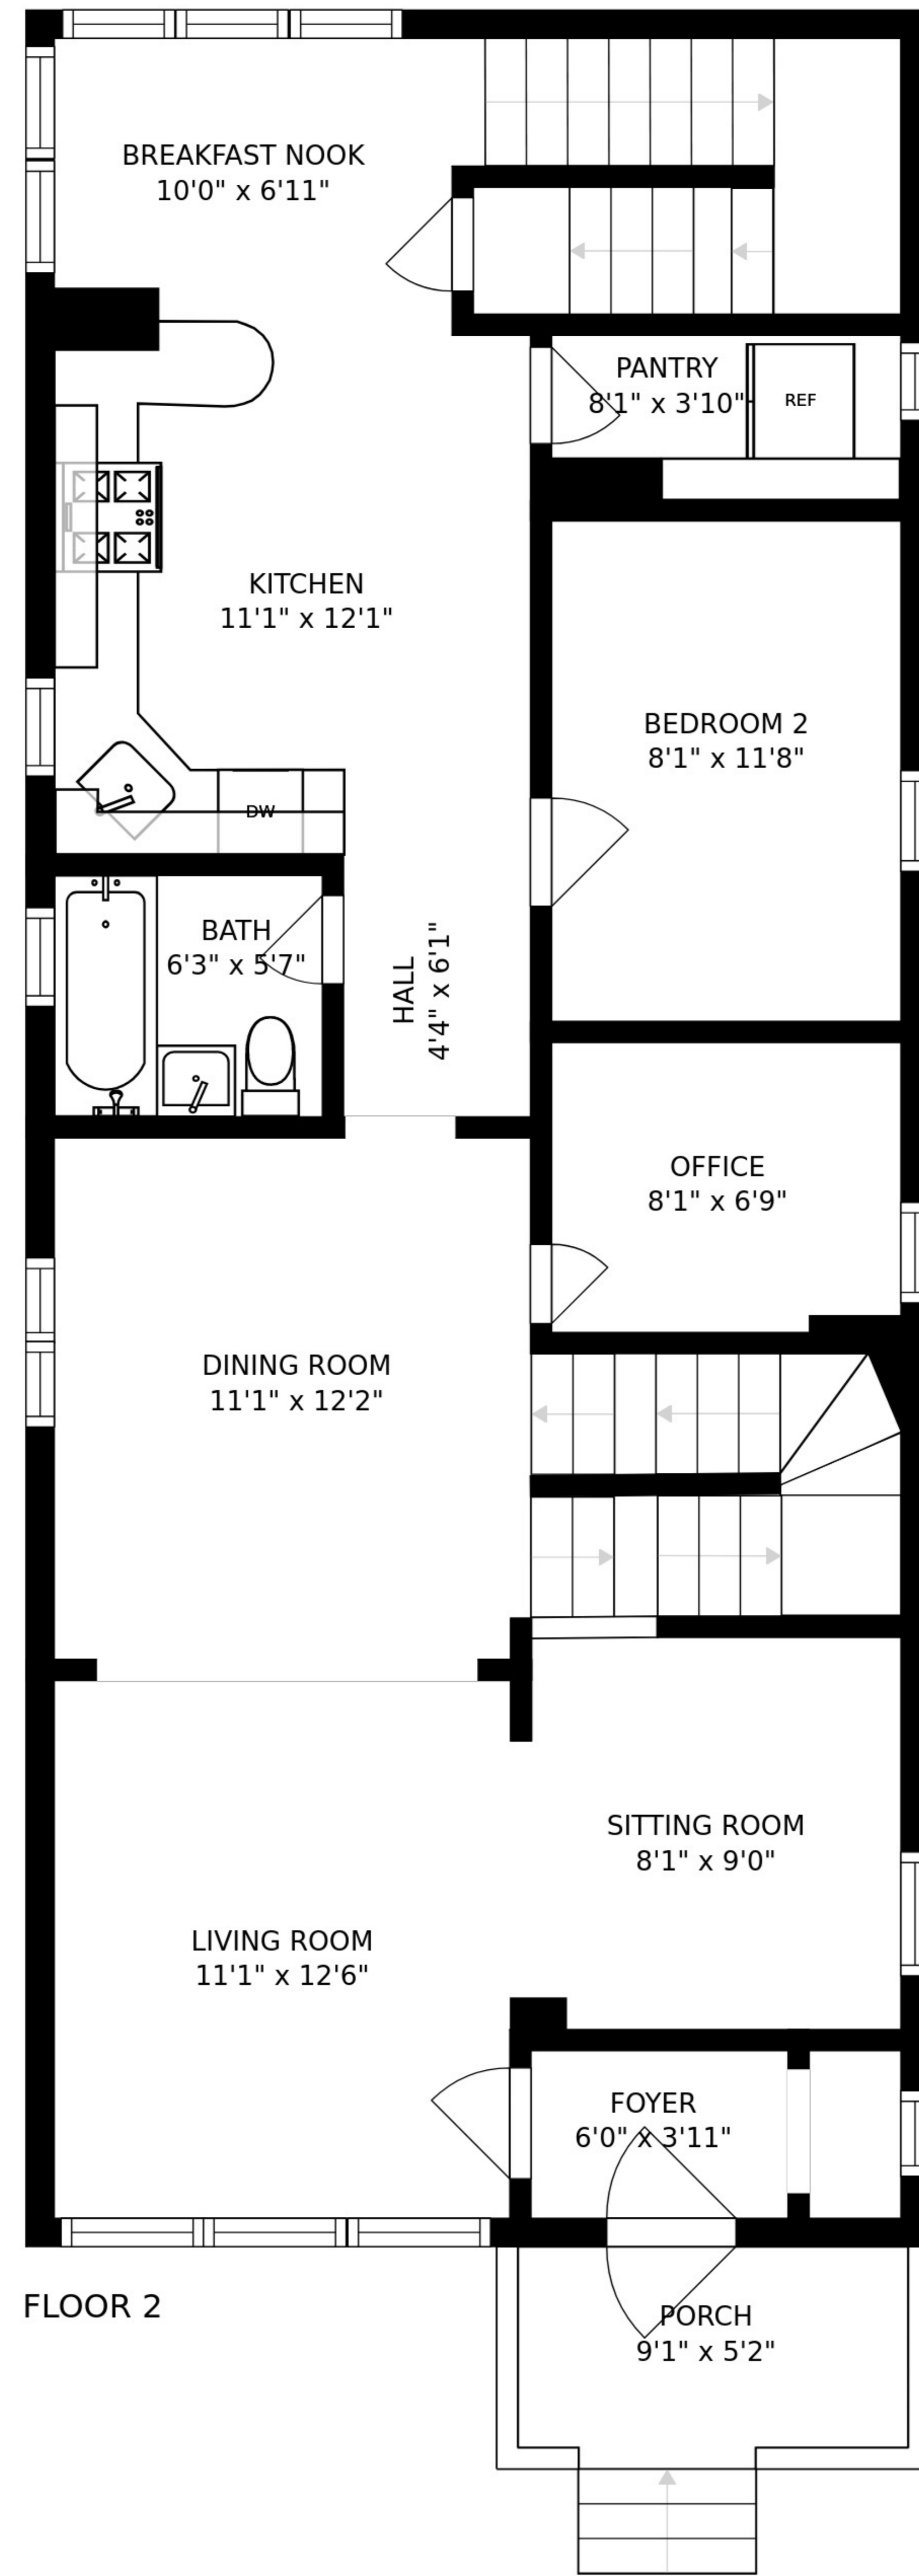 BREAKFAST NOOK
10'0" x 6'11"
PANTRY
8'1" x 3'10"
REF
KITCHEN
11'1" x 12'1"
BEDROOM 2
8'1" x 11'8"
DW
BATH
6'3" x 5'7"
HALL
4'4" x 6'1"
OFFICE
8'1" x 6'9"
DINING ROOM
11'1" x 12'2"
SITTING ROOM
8'1" x 9'0"
LIVING ROOM
11'1" x 12'6"
FOYER
6'0" x 3'11"
FLOOR 2
PORCH
9'1" x 5'2"